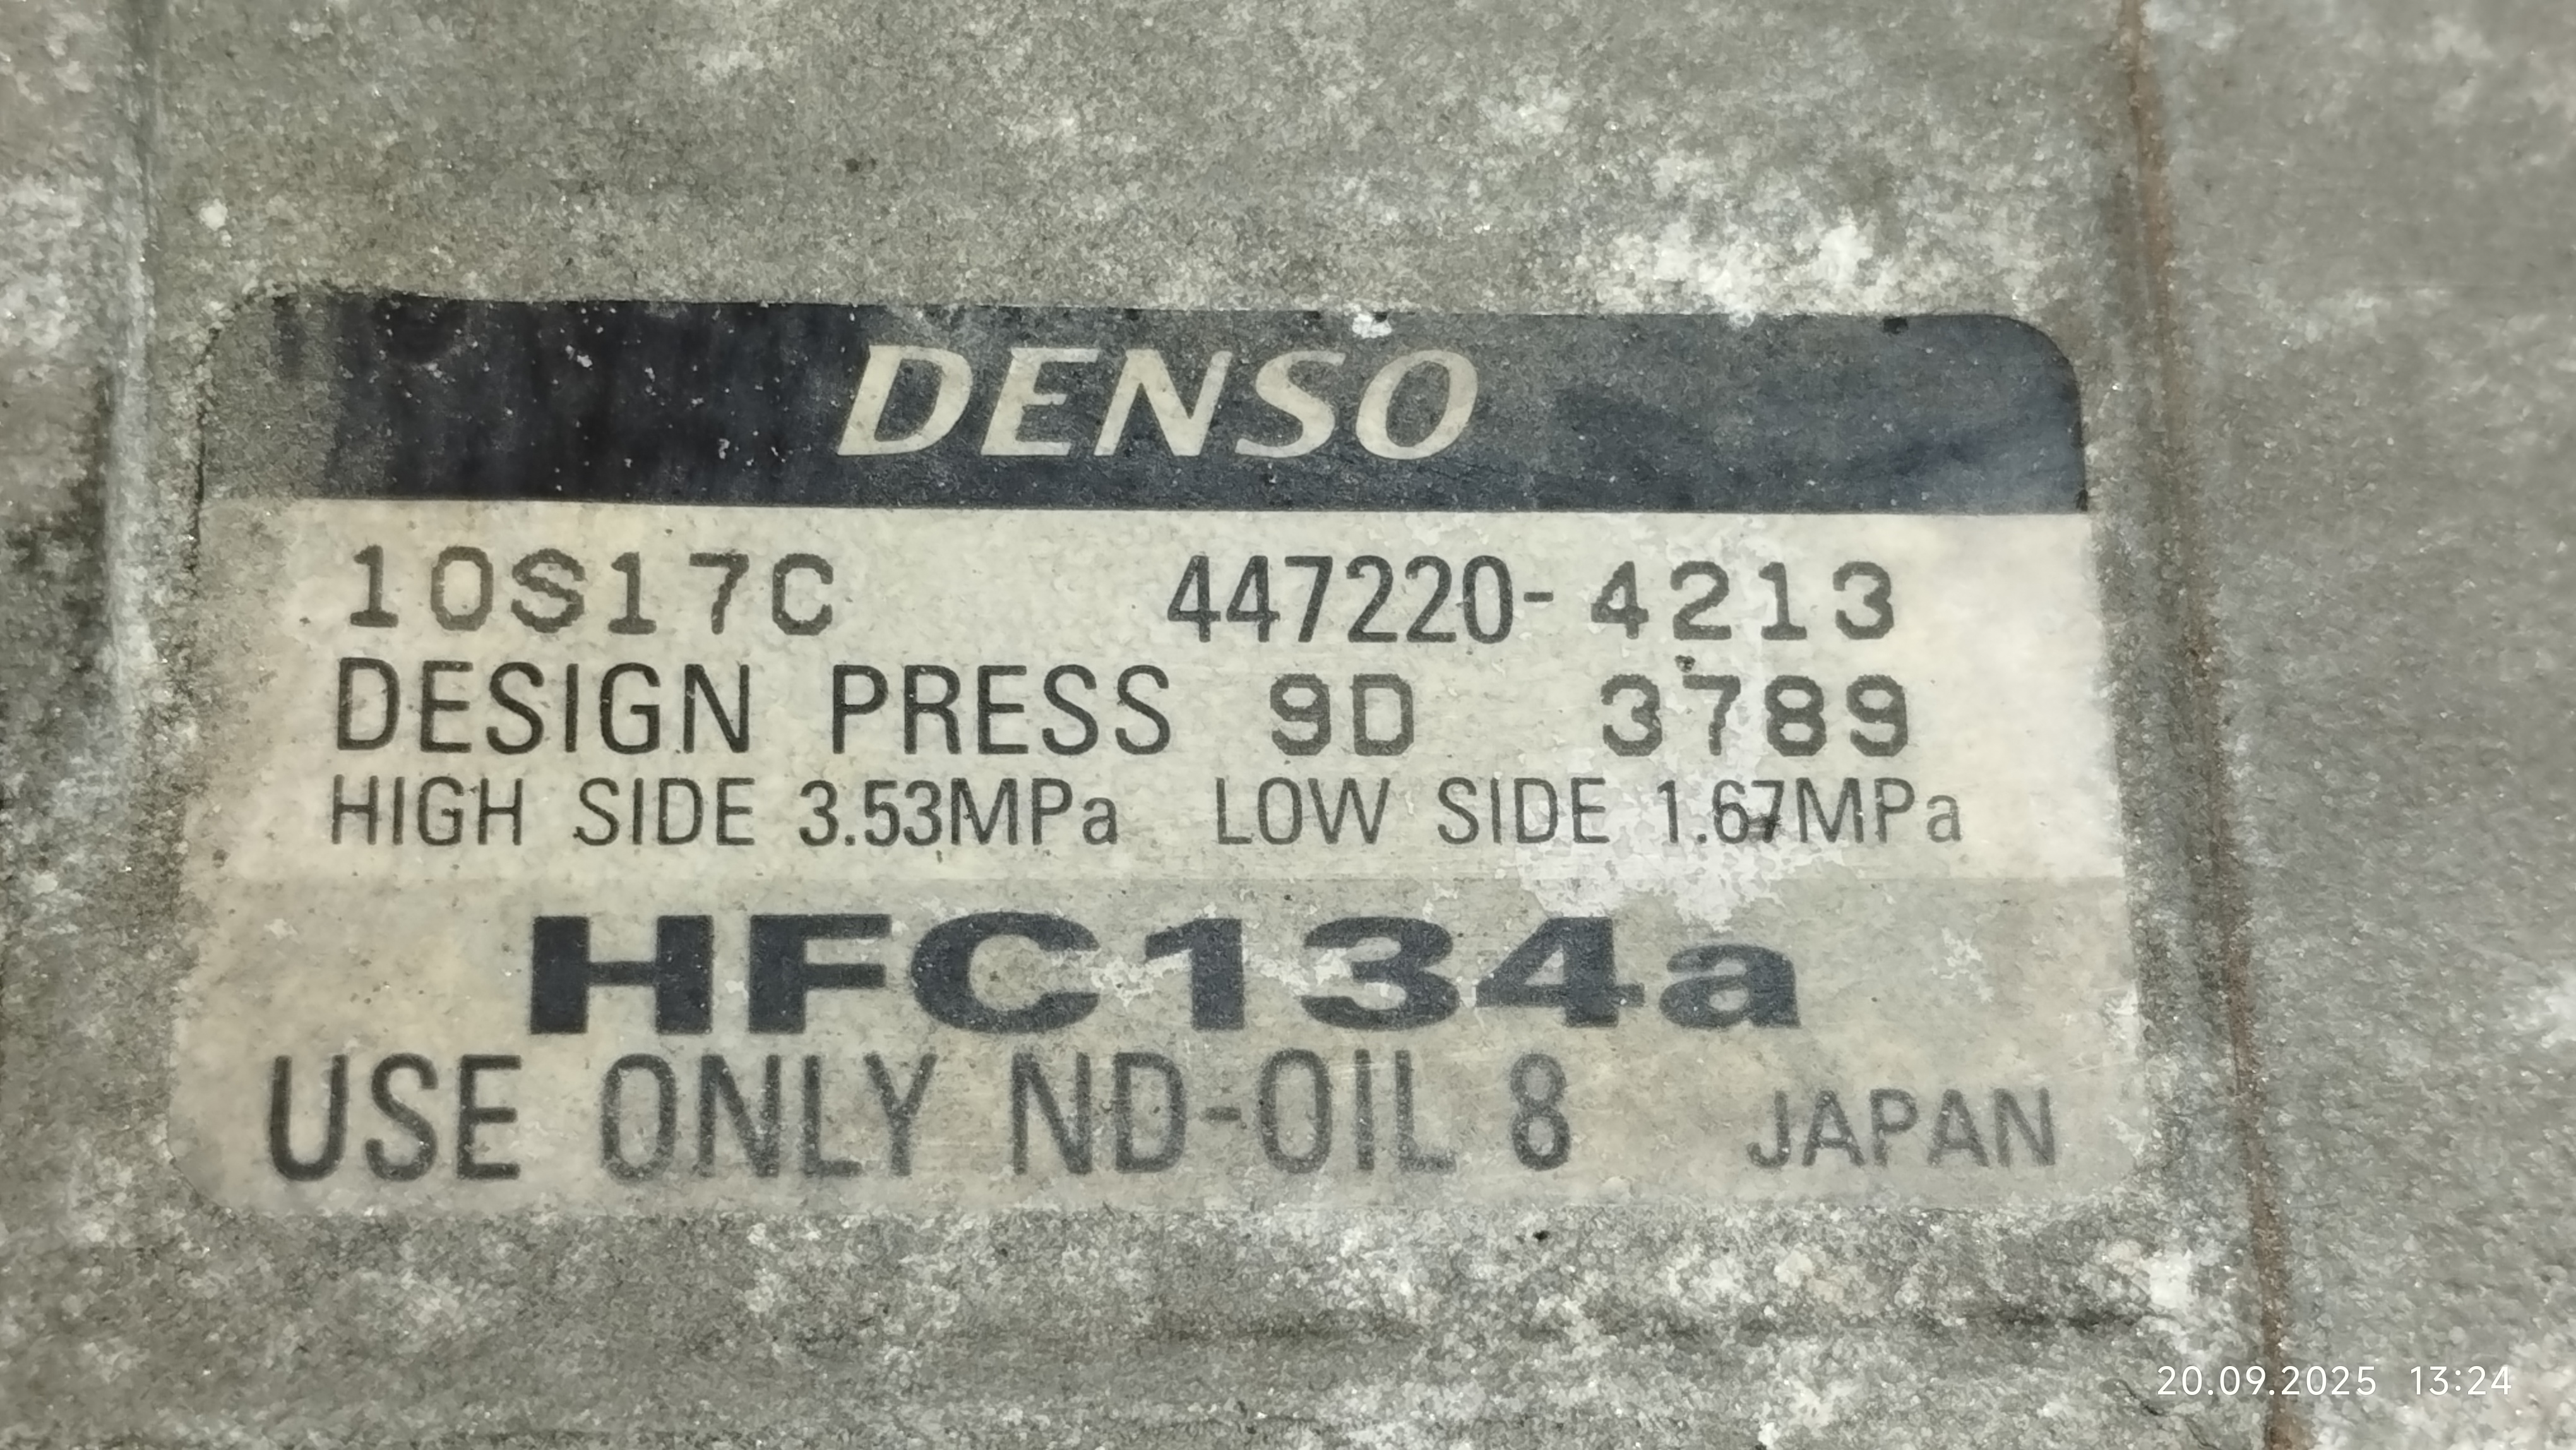 DENSO
10S17C 447220-4213
DESIGN PRESS 9D 3789
HIGH SIDE 3.53MPa LOW SIDE 1.67MPa
HFC134a
USE ONLY ND-OIL 8 JAPAN
20.09.2025 13:24